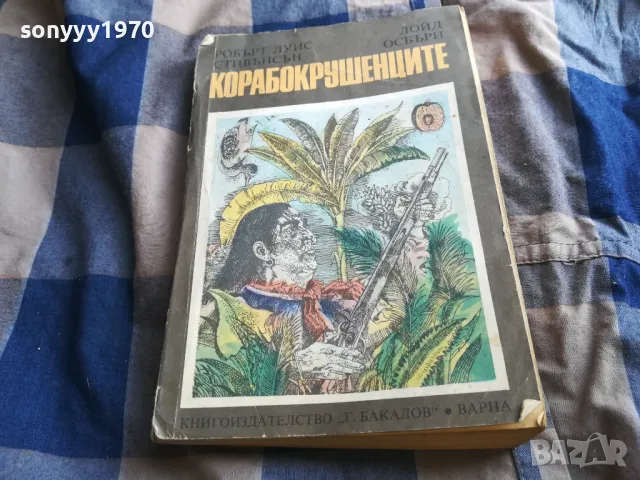 sonyyy1970
РОБЪРТ ЛУИС
СТИВЪНСЪН
ЛОЙД
ОСБЪРН
КОРАБОКРУШЕНЦИТЕ
КНИГОИЗДАТЕЛСТВО „Г. БАКАЛОВ“ • ВАРНА
BAZAR